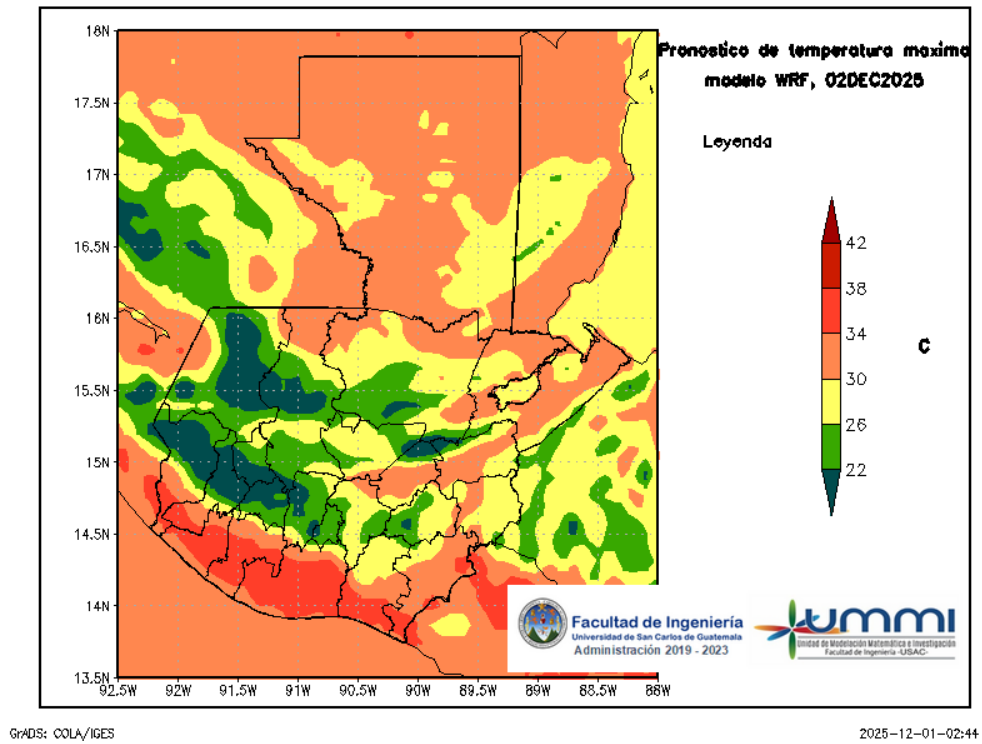 Pronostico de temperatura maxima
modelo WRF, 02DEC2025
Leyenda
42
38
34
30
26
22
C
18N
17.5N
17N
16.5N
16N
15.5N
15N
14.5N
14N
13.5N
92.5W 92W 91.5W 91W 90.5W 90W 89.5W 89W 88.5W 88W
Facultad de Ingeniería
Universidad de San Carlos de Guatemala
Administración 2019 - 2023
ummi
Unidad de Modelación Matemática e Investigación
Facultad de Ingeniería -USAC-
GrADS: COLA/IGES
2025-12-01-02:44